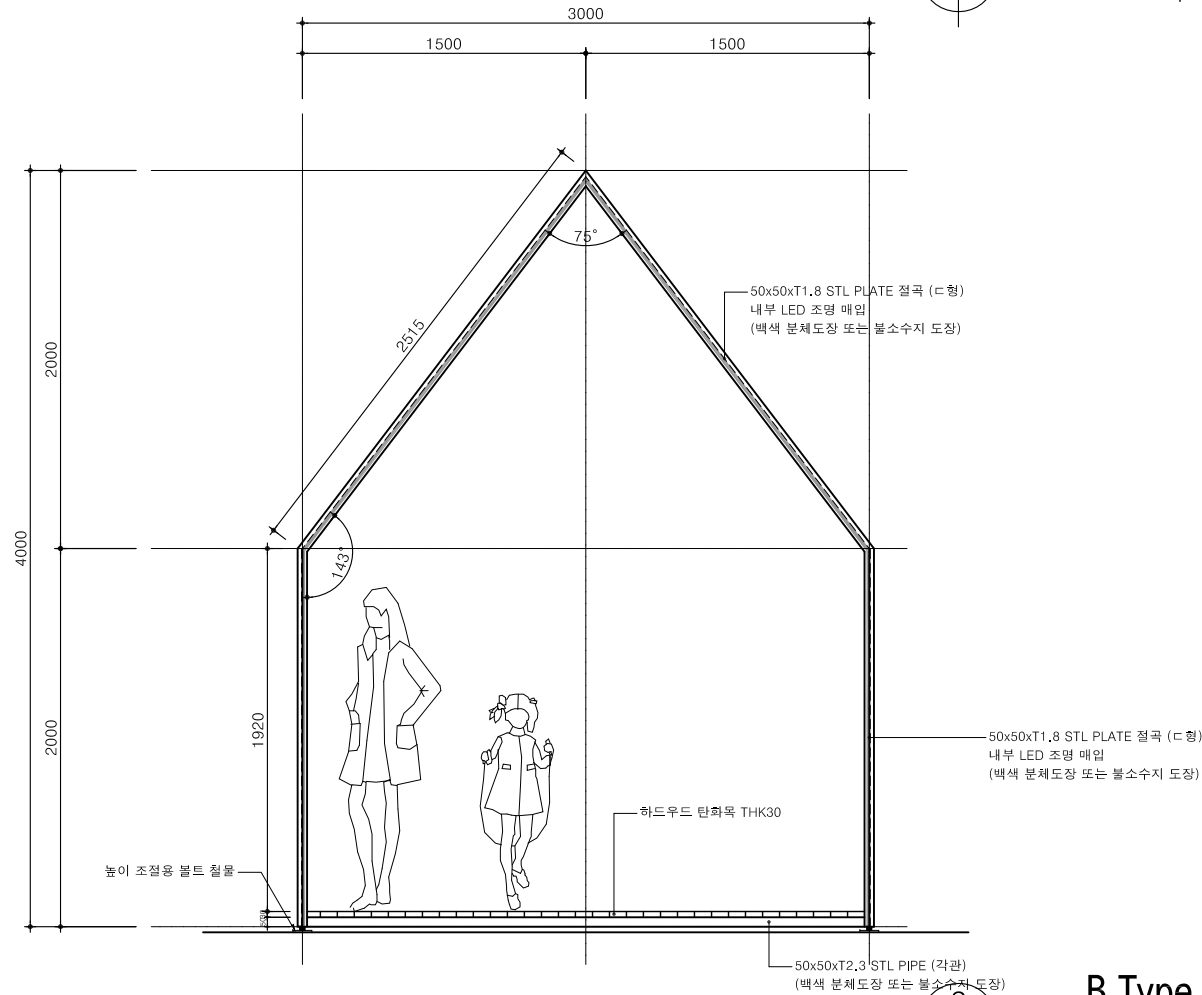 3000
1500
1500
75°
2515
50x50xT1.8 STL PLATE 절곡 (ㄷ형)
내부 LED 조명 매입
(백색 분체도장 또는 불소수지 도장)
2000
4000
143°
2000
1920
50x50xT1.8 STL PLATE 절곡 (ㄷ형)
내부 LED 조명 매입
(백색 분체도장 또는 불소수지 도장)
하드우드 탄화목 THK30
높이 조절용 볼트 철물
50x50xT2.3 STL PIPE (각관)
(백색 분체도장 또는 불소수지 도장)
B Type